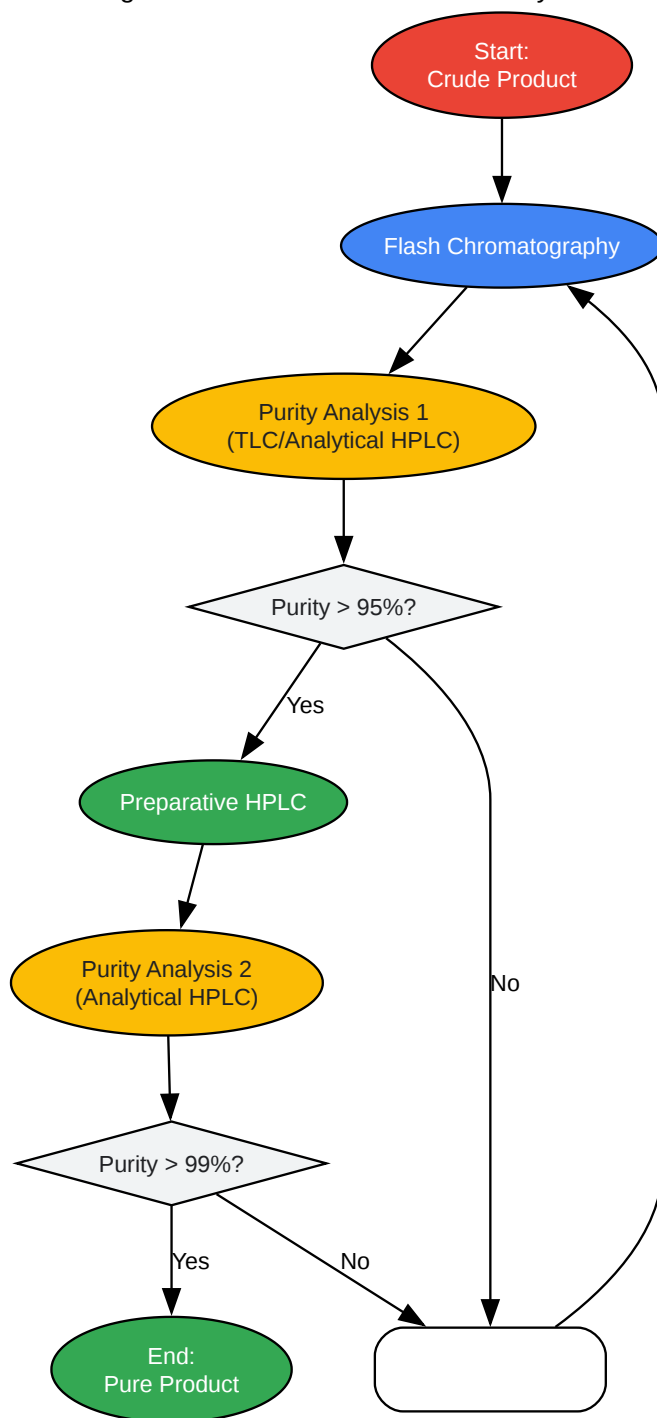 Start:
Crude Product
Flash Chromatography
Purity Analysis 1
(TLC/Analytical HPLC)
Purity > 95%?
Yes
Preparative HPLC
Purity Analysis 2
(Analytical HPLC)
No
Purity > 99%?
Yes
No
End:
Pure Product